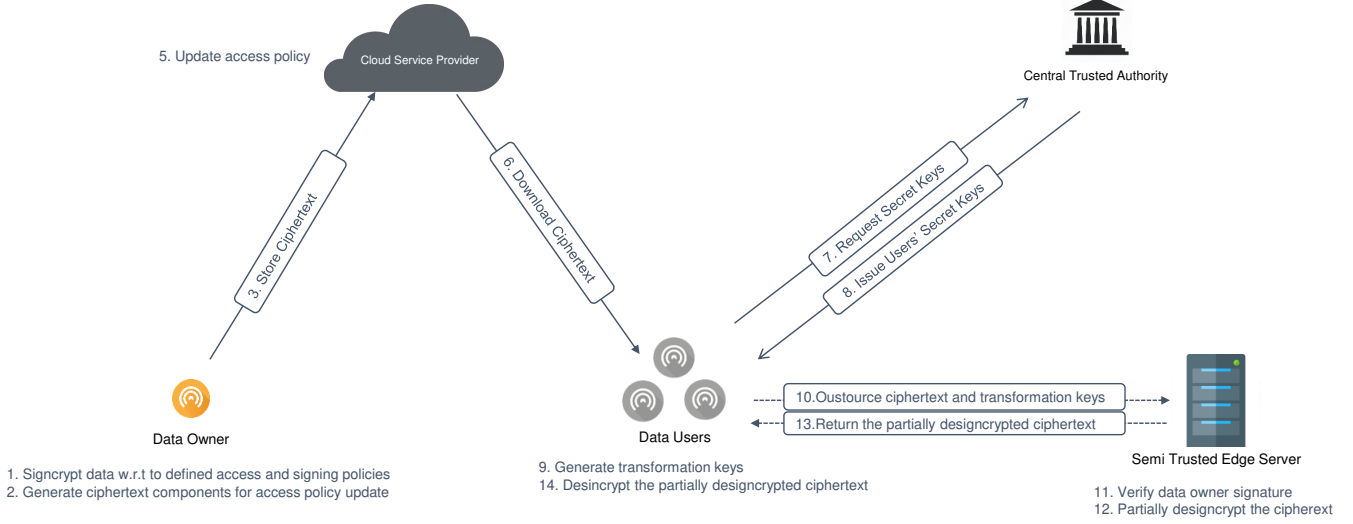 5. Update access policy
Cloud Service Provider
Central Trusted Authority
3. Store Ciphertext
6. Download Ciphertext
7. Request Secret Keys
8. Issue Users' Secret Keys
10.Oustource ciphertext and transformation keys
13.Return the partially designcrypted ciphertext
Data Owner
Data Users
Semi Trusted Edge Server
1. Signcrypt data w.r.t to defined access and signing policies
2. Generate ciphertext components for access policy update
9. Generate transformation keys
14. Desincrypt the partially designcrypted ciphertext
11. Verify data owner signature
12. Partially designcrypt the cipherext